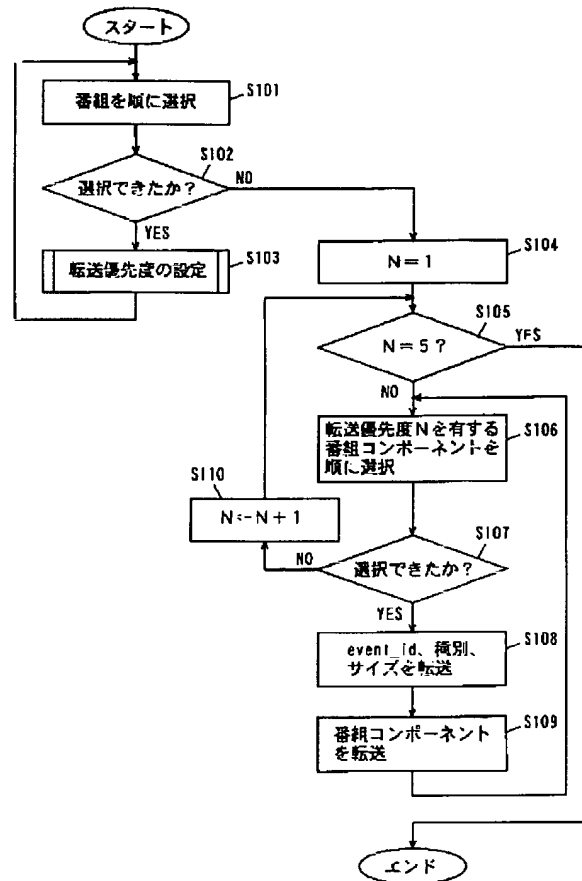 スタート
番組を順に選択
S101
選択できたか?
S102
NO
YES
転送優先度の設定
S103
N=1
S104
N=5?
S105
YES
NO
転送優先度Nを有する
番組コンポーネントを
順に選択
S106
S110
N←N+1
選択できたか?
S107
NO
YES
event_id、種別、
サイズを転送
S108
番組コンポーネント
を転送
S109
エンド